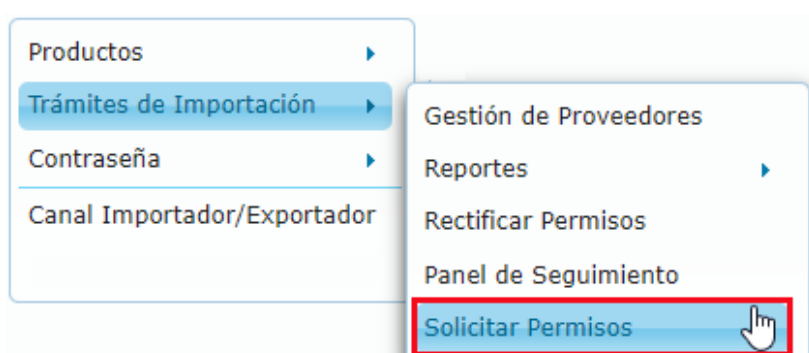 Productos
Trámites de Importación
Contraseña
Canal Importador/Exportador
Gestión de Proveedores
Reportes
Rectificar Permisos
Panel de Seguimiento
Solicitar Permisos